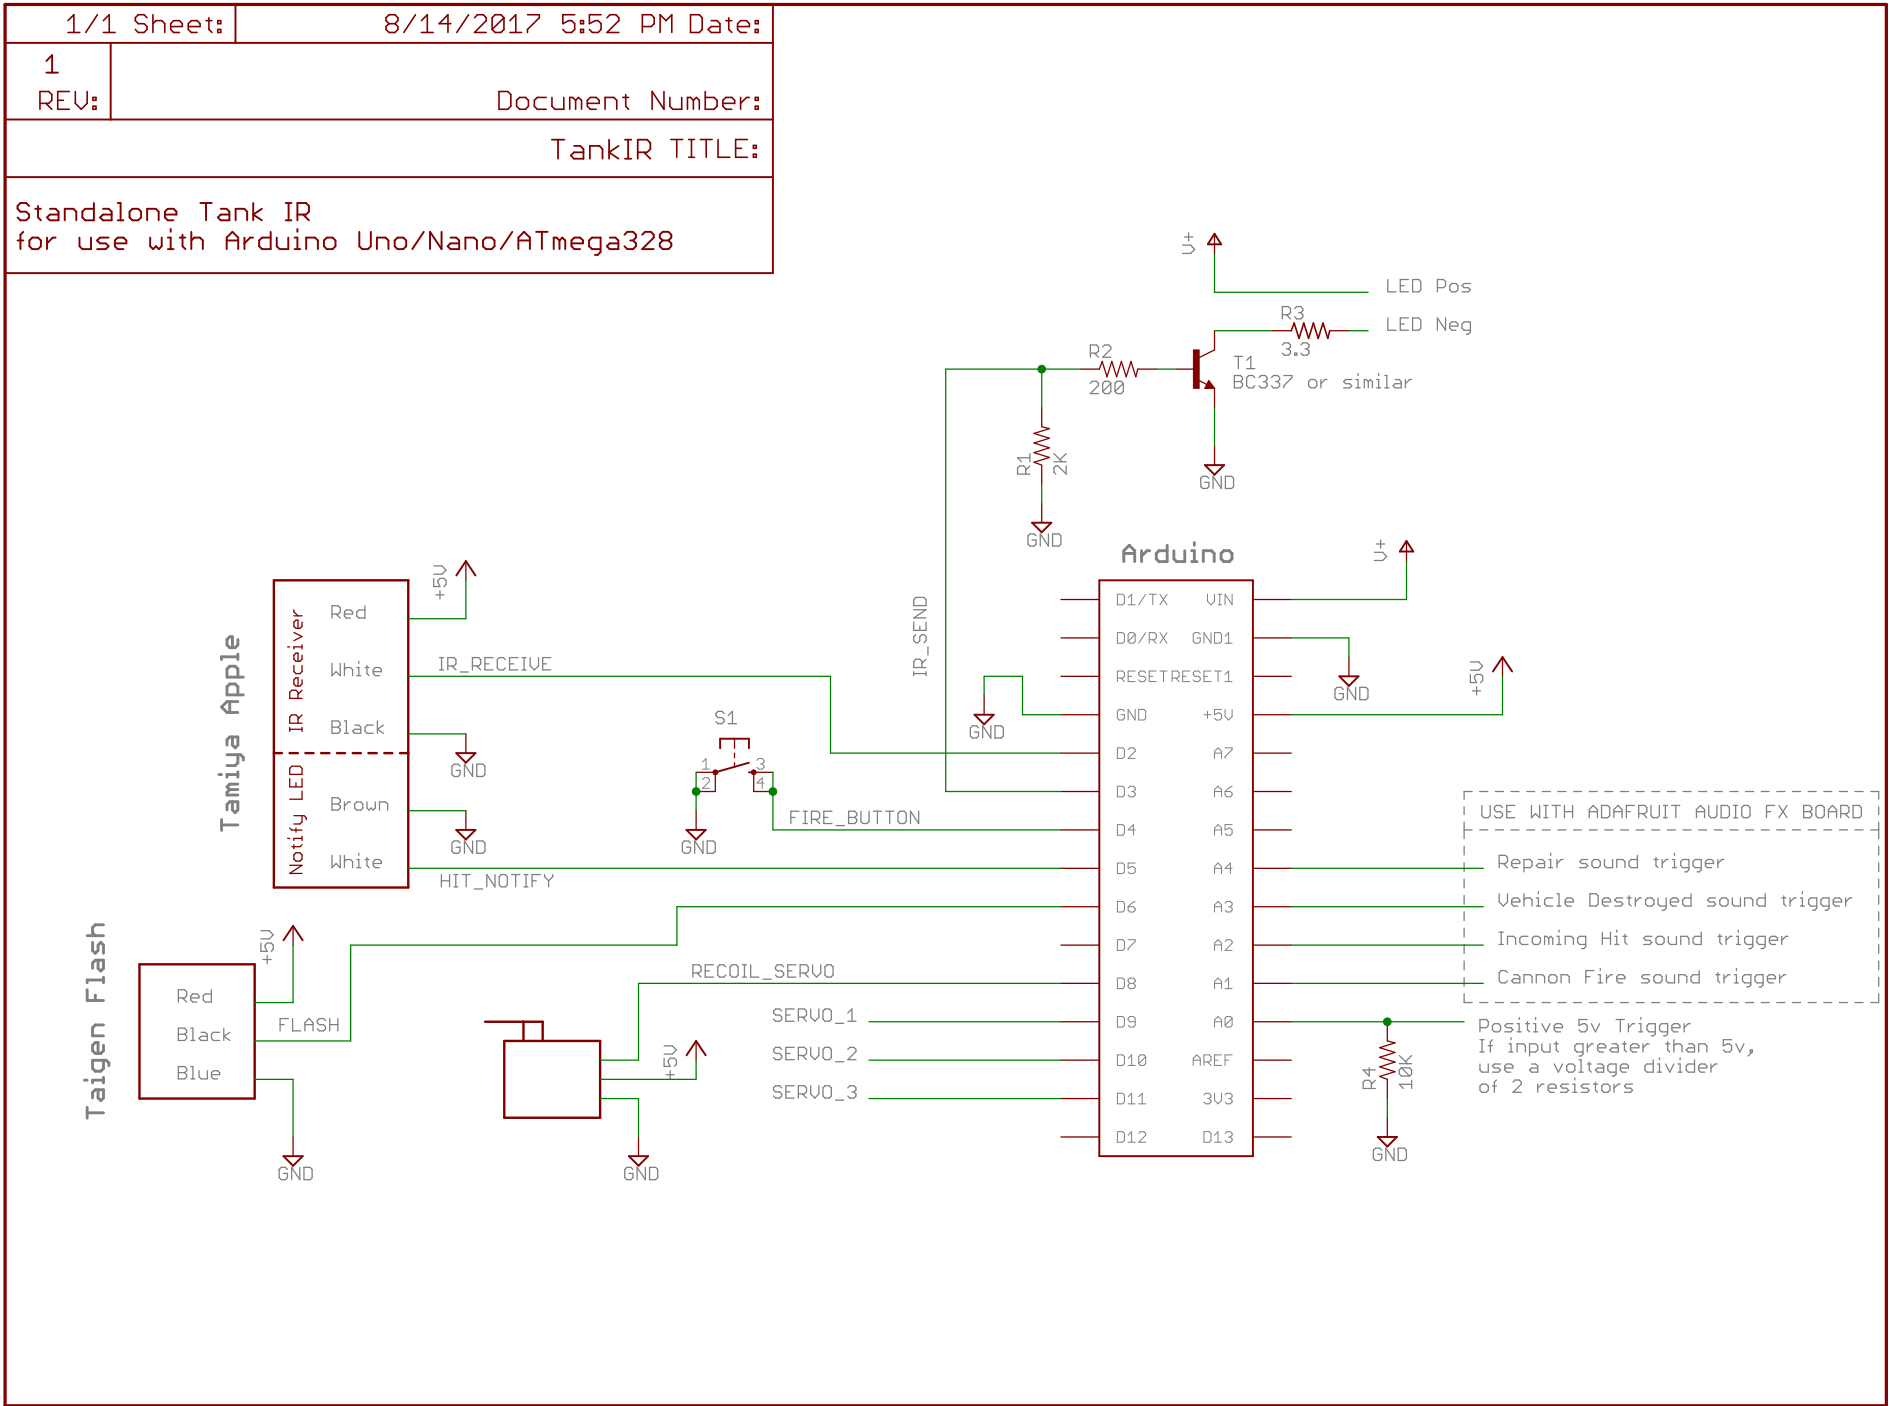 1/1 Sheet:
8/14/2017 5:52 PM Date:
1
REV:
Document Number:
TankIR TITLE:
Standalone Tank IR
for use with Arduino Uno/Nano/ATmega328
V+
LED Pos
LED Neg
R3
3.3
R2
200
T1
BC337 or similar
R1
2K
GND
GND
Arduino
V+
D1/TX VIN
D0/RX GND1
RESET RESET1
GND +5V
D2 A7
D3 A6
D4 A5
D5 A4
D6 A3
D7 A2
D8 A1
D9 A0
D10 AREF
D11 3V3
D12 D13
GND
+5V
GND
IR_SEND
Tamiya Apple
IR Receiver
Notify LED
Red
White
Black
Brown
White
+5V
IR_RECEIVE
GND
GND
HIT_NOTIFY
S1
1 3
2 4
GND
FIRE_BUTTON
Taigen Flash
Red
Black
Blue
+5V
FLASH
GND
RECOIL_SERVO
+5V
GND
SERVO_1
SERVO_2
SERVO_3
USE WITH ADAFRUIT AUDIO FX BOARD
Repair sound trigger
Vehicle Destroyed sound trigger
Incoming Hit sound trigger
Cannon Fire sound trigger
Positive 5v Trigger
If input greater than 5v,
use a voltage divider
of 2 resistors
R4
10K
GND